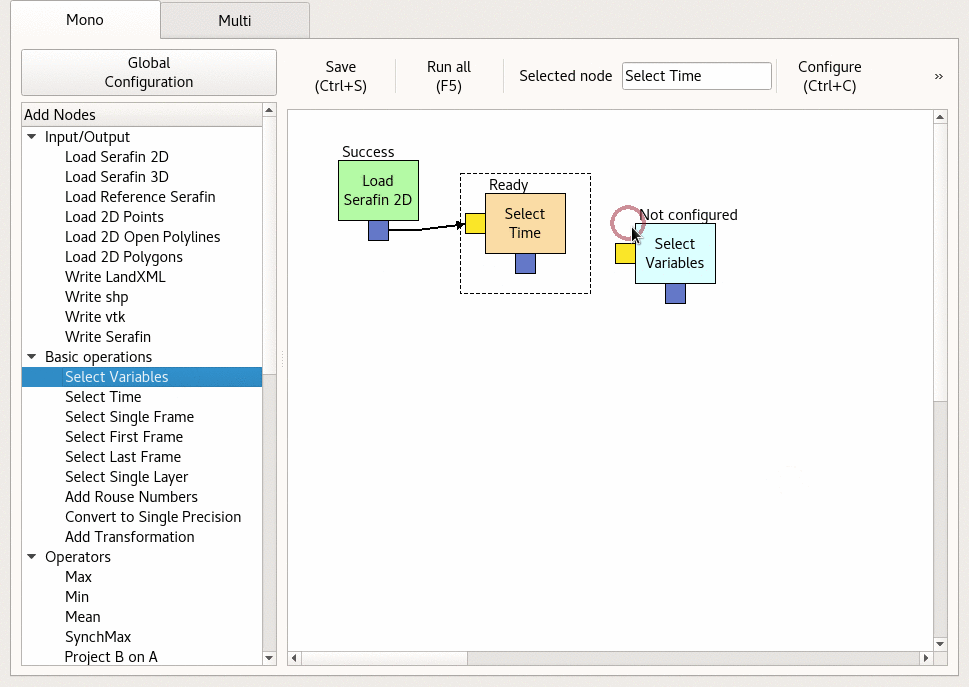 Mono
Multi
Global
Configuration
Save
(Ctrl+S)
Run all
(F5)
Selected node
Select Time
Configure
(Ctrl+C)
»
Add Nodes
Input/Output
Load Serafin 2D
Load Serafin 3D
Load Reference Serafin
Load 2D Points
Load 2D Open Polylines
Load 2D Polygons
Write LandXML
Write shp
Write vtk
Write Serafin
Basic operations
Select Variables
Select Time
Select Single Frame
Select First Frame
Select Last Frame
Select Single Layer
Add Rouse Numbers
Convert to Single Precision
Add Transformation
Operators
Max
Min
Mean
SynchMax
Project B on A
Success
Load
Serafin 2D
Ready
Select
Time
Not configured
Select
Variables